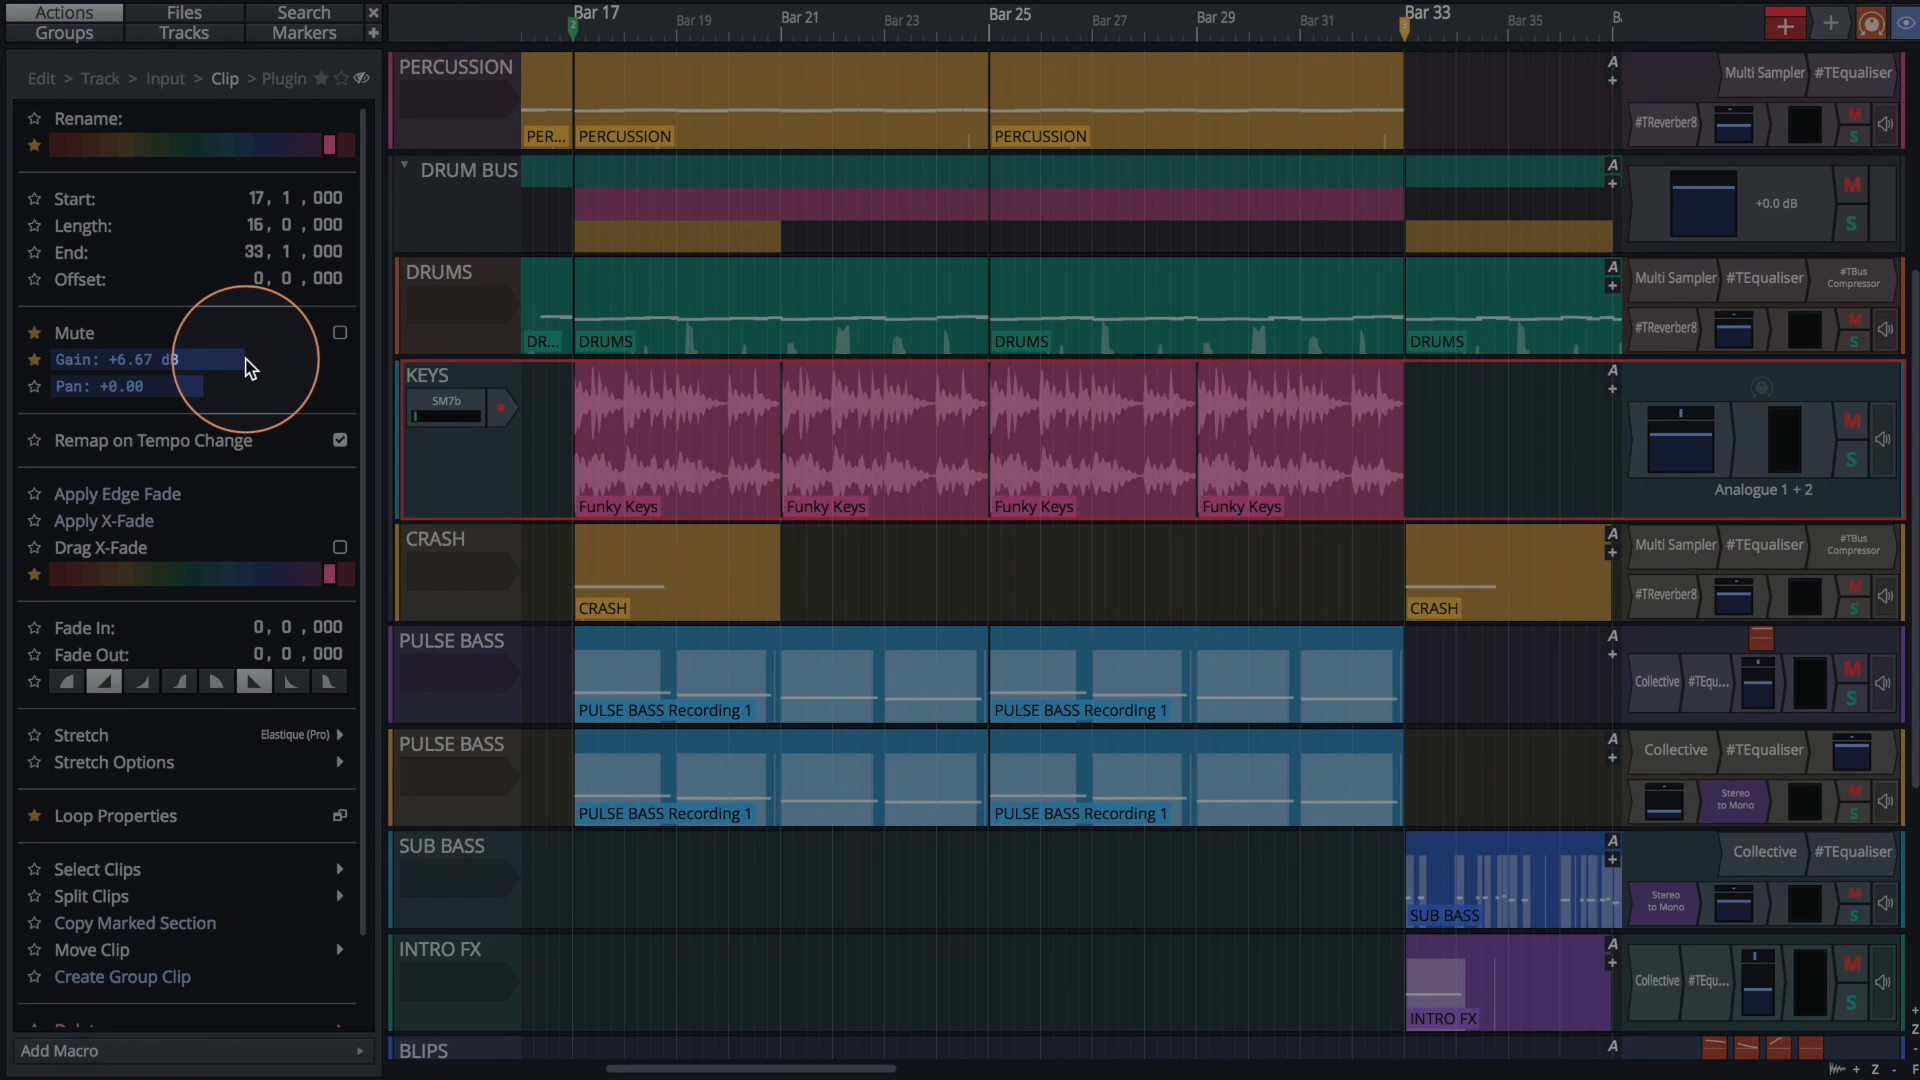 Actions Files Search
Groups Tracks Markers
Edit > Track > Input > Clip > Plugin
Rename:
Start: 17, 1 ,000
Length: 16, 0 ,000
End: 33, 1 ,000
Offset: 0, 0 ,000
Mute
Gain: +6.67 dB
Pan: +0.00
Remap on Tempo Change
Apply Edge Fade
Apply X-Fade
Drag X-Fade
Fade In: 0, 0 ,000
Fade Out: 0, 0 ,000
Stretch Elastique (Pro)
Stretch Options
Loop Properties
Select Clips
Split Clips
Copy Marked Section
Move Clip
Create Group Clip
Add Macro
Bar 17 Bar 19 Bar 21 Bar 23 Bar 25 Bar 27 Bar 29 Bar 31 Bar 33 Bar 35
2 3
PERCUSSION
PER... PERCUSSION PERCUSSION
A
+
Multi Sampler #TEqualiser
#TReverber8 M
S
DRUM BUS
A
+
+0.0 dB
M
S
DRUMS
DR... DRUMS DRUMS DRUMS
A
+
Multi Sampler #TEqualiser #TBus Compressor
#TReverber8 M
S
KEYS
SM7b
Funky Keys Funky Keys Funky Keys Funky Keys
A
+
M
S
Analogue 1 + 2
CRASH
CRASH CRASH
A
+
Multi Sampler #TEqualiser #TBus Compressor
#TReverber8 M
S
PULSE BASS
PULSE BASS Recording 1 PULSE BASS Recording 1
A
+
Collective #TEqu... M
S
PULSE BASS
PULSE BASS Recording 1 PULSE BASS Recording 1
A
+
Collective #TEqualiser
Stereo to Mono M
S
SUB BASS
SUB BASS
A
+
Collective #TEqualiser
Stereo to Mono M
S
INTRO FX
INTRO FX
A
+
Collective #TEqu... M
S
BLIPS
A
+ Z - F